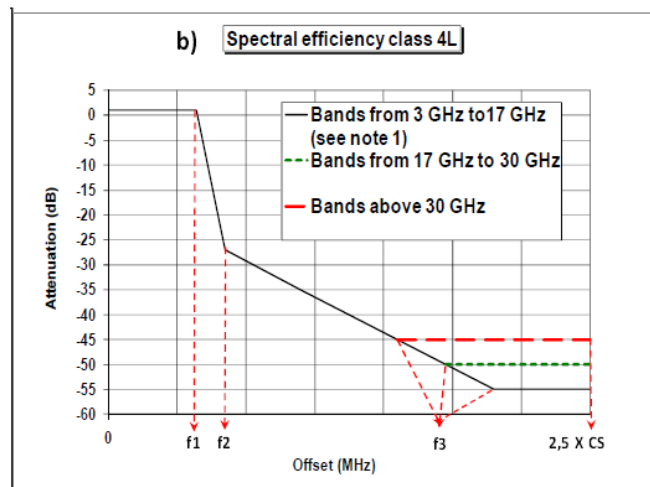 b) Spectral efficiency class 4L
Attenuation (dB)
5
0
-5
-10
-15
-20
-25
-30
-35
-40
-45
-50
-55
-60
Bands from 3 GHz to17 GHz
(see note 1)
Bands from 17 GHz to 30 GHz
Bands above 30 GHz
0
f1
f2
f3
2,5 X CS
Offset (MHz)